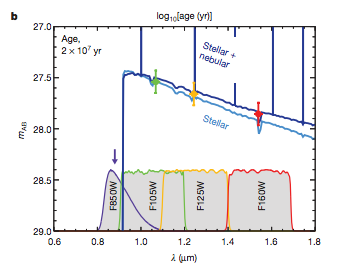 b
log₁₀[age (yr)]
27.0
27.5
28.0
28.5
29.0
m_AB
Age,
2 × 10⁷ yr
Stellar +
nebular
Stellar
F850W
F105W
F125W
F160W
0.6 0.8 1.0 1.2 1.4 1.6 1.8
λ (μm)